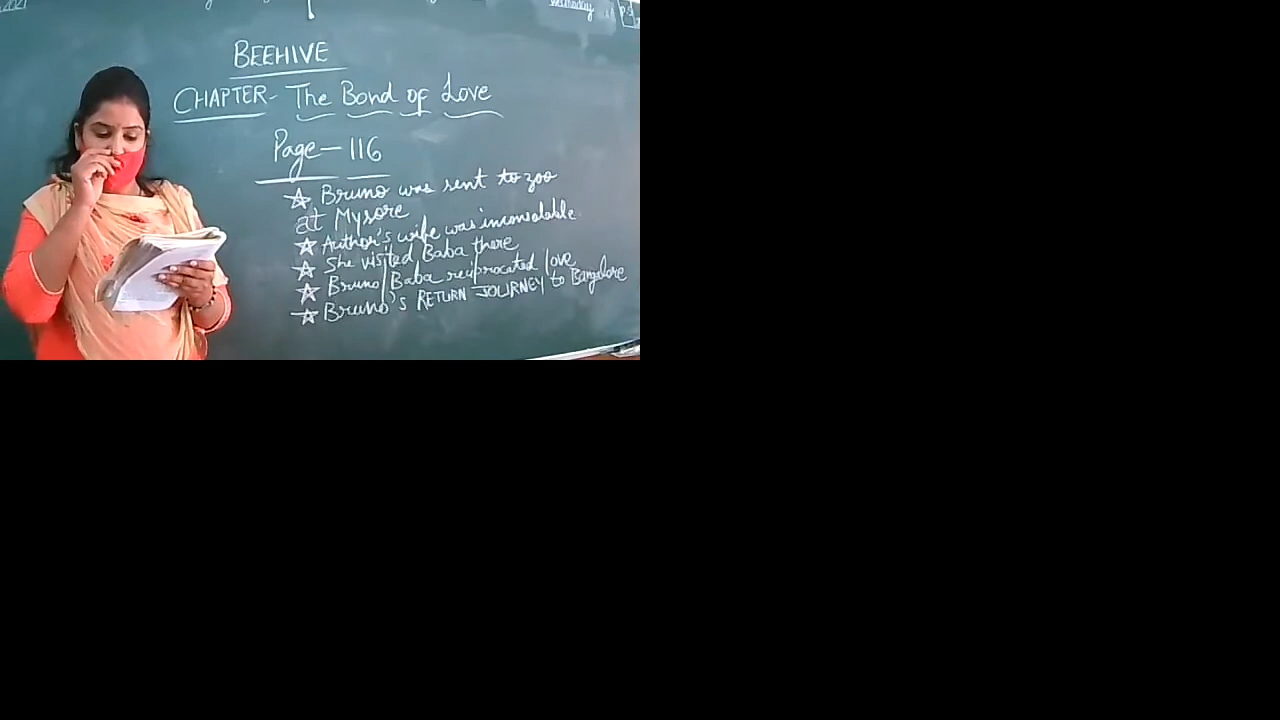 Wednesday
BEEHIVE
CHAPTER- The Bond of Love
Page- 116
☆ Bruno was sent to zoo
at Mysore
☆ Author's wife was inconsolable.
☆ She visited Baba there
☆ Bruno/Baba reciprocated love
☆ Bruno's RETURN JOURNEY to Bangalore